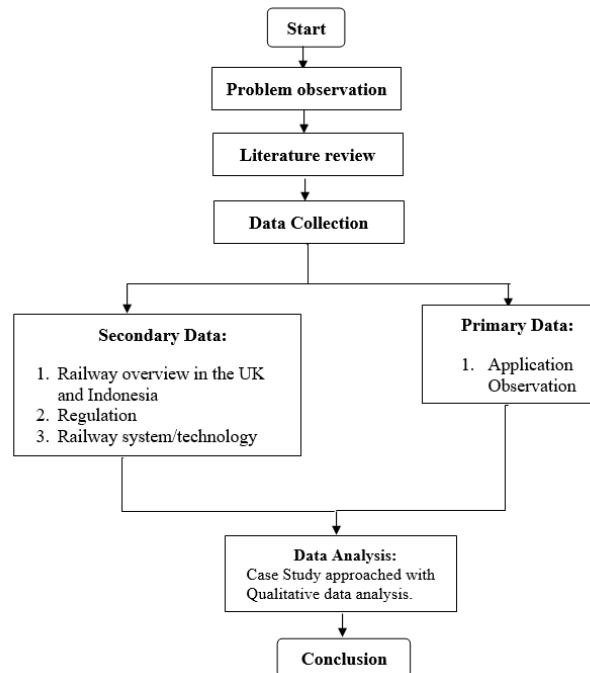 Start
Problem observation
Literature review
Data Collection
Secondary Data:
1. Railway overview in the UK
and Indonesia
2. Regulation
3. Railway system/technology
Primary Data:
1. Application
Observation
Data Analysis:
Case Study approached with
Qualitative data analysis.
Conclusion